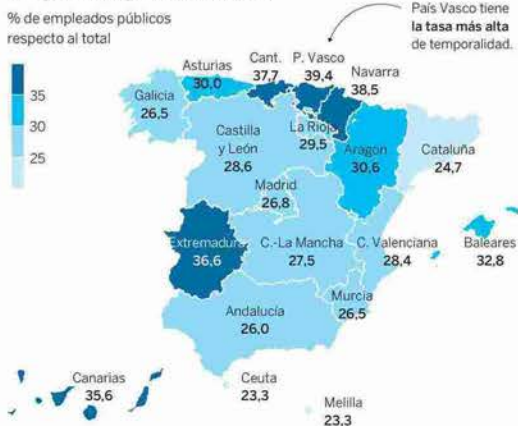 % de empleados públicos
respecto al total
35
30
25
País Vasco tiene
la tasa más alta
de temporalidad.
Asturias
30,0
Cant.
37,7
P. Vasco
39,4
Navarra
38,5
Galicia
26,5
Castilla
y León
28,6
La Rioja
29,5
Aragón
30,6
Cataluña
24,7
Madrid
26,8
Extremadura
36,6
C.-La Mancha
27,5
C. Valenciana
28,4
Baleares
32,8
Murcia
26,5
Andalucía
26,0
Canarias
35,6
Ceuta
23,3
Melilla
23,3